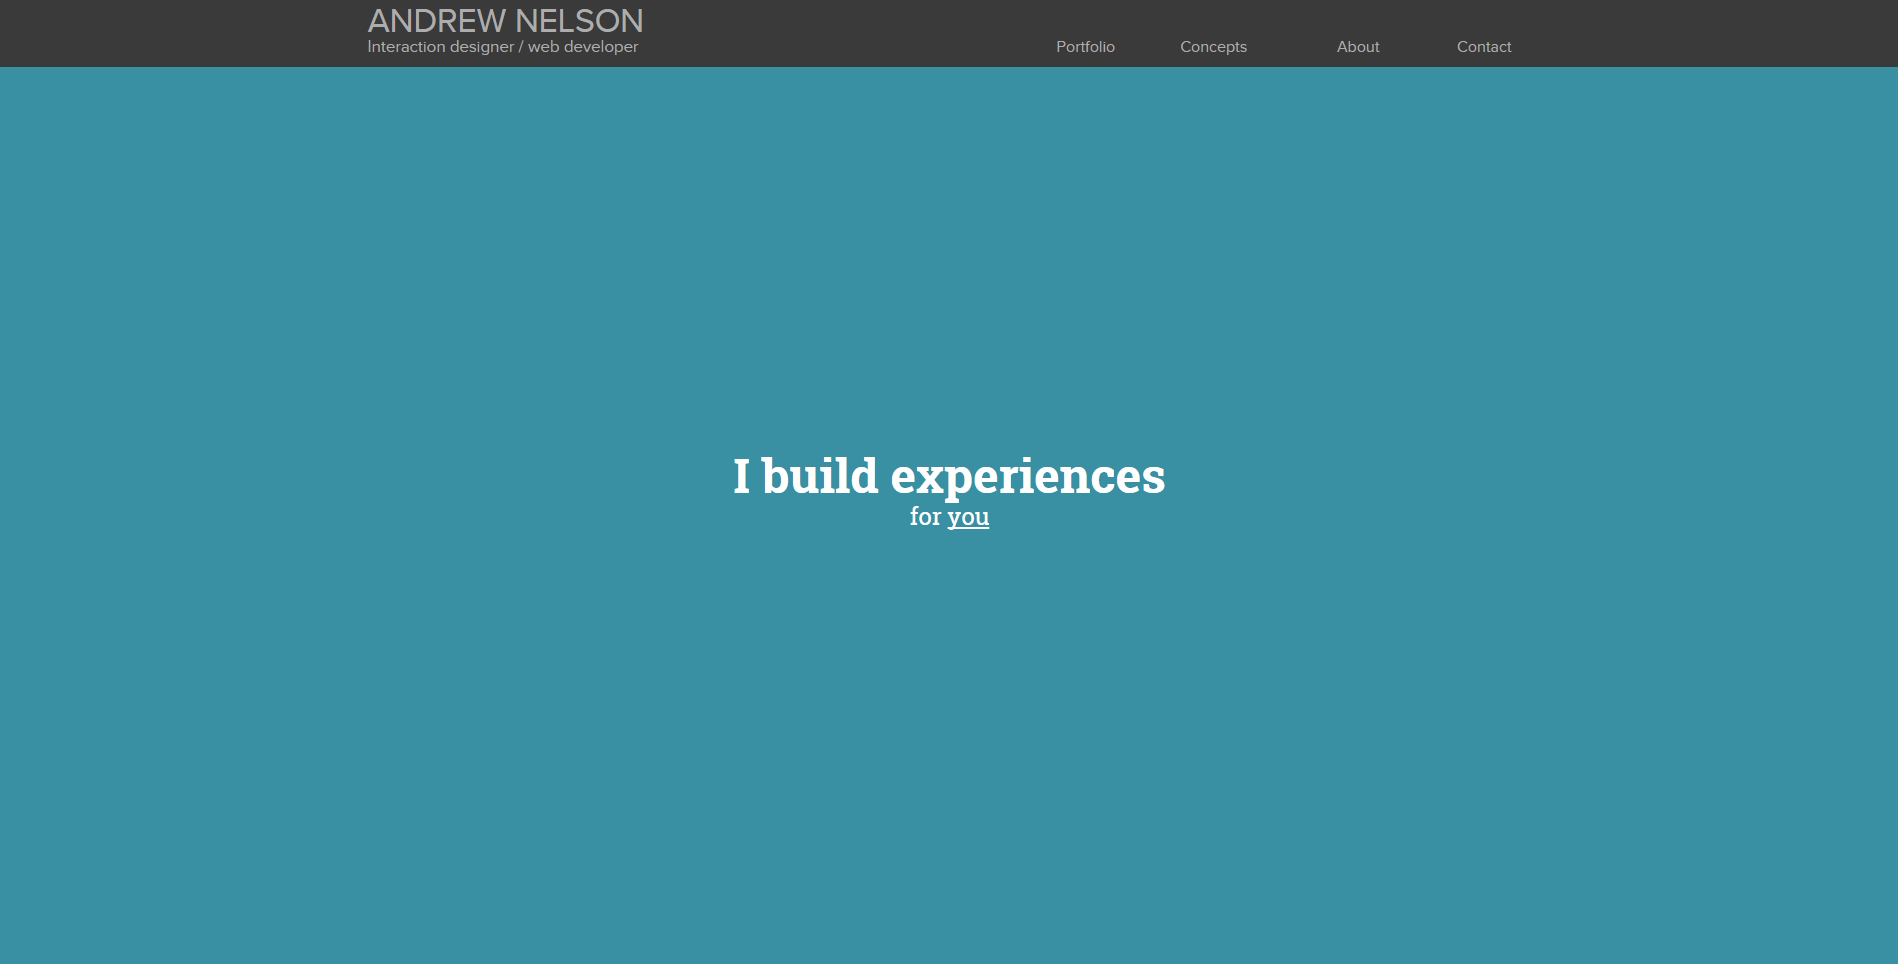 ANDREW NELSON
Interaction designer / web developer
Portfolio Concepts About Contact
I build experiences
for you